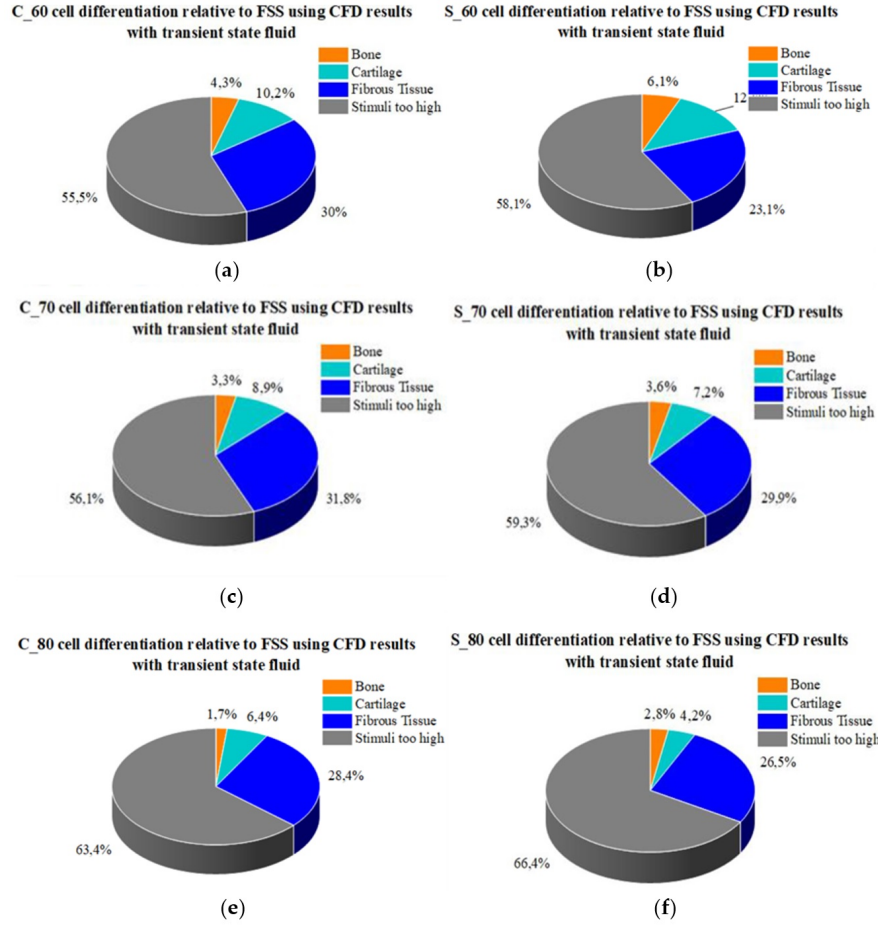 C_60 cell differentiation relative to FSS using CFD results
with transient state fluid
Bone
Cartilage
Fibrous Tissue
Stimuli too high
4,3%
10,2%
55,5%
30%
(a)
S_60 cell differentiation relative to FSS using CFD results
with transient state fluid
Bone
Cartilage
Fibrous Tissue
Stimuli too high
6,1%
58,1%
23,1%
(b)
C_70 cell differentiation relative to FSS using CFD results
with transient state fluid
Bone
Cartilage
Fibrous Tissue
Stimuli too high
3,3%
8,9%
56,1%
31,8%
(c)
S_70 cell differentiation relative to FSS using CFD results
with transient state fluid
Bone
Cartilage
Fibrous Tissue
Stimuli too high
3,6%
7,2%
59,3%
29,9%
(d)
C_80 cell differentiation relative to FSS using CFD results
with transient state fluid
Bone
Cartilage
Fibrous Tissue
Stimuli too high
1,7%
6,4%
28,4%
63,4%
(e)
S_80 cell differentiation relative to FSS using CFD results
with transient state fluid
Bone
Cartilage
Fibrous Tissue
Stimuli too high
2,8%
4,2%
26,5%
66,4%
(f)